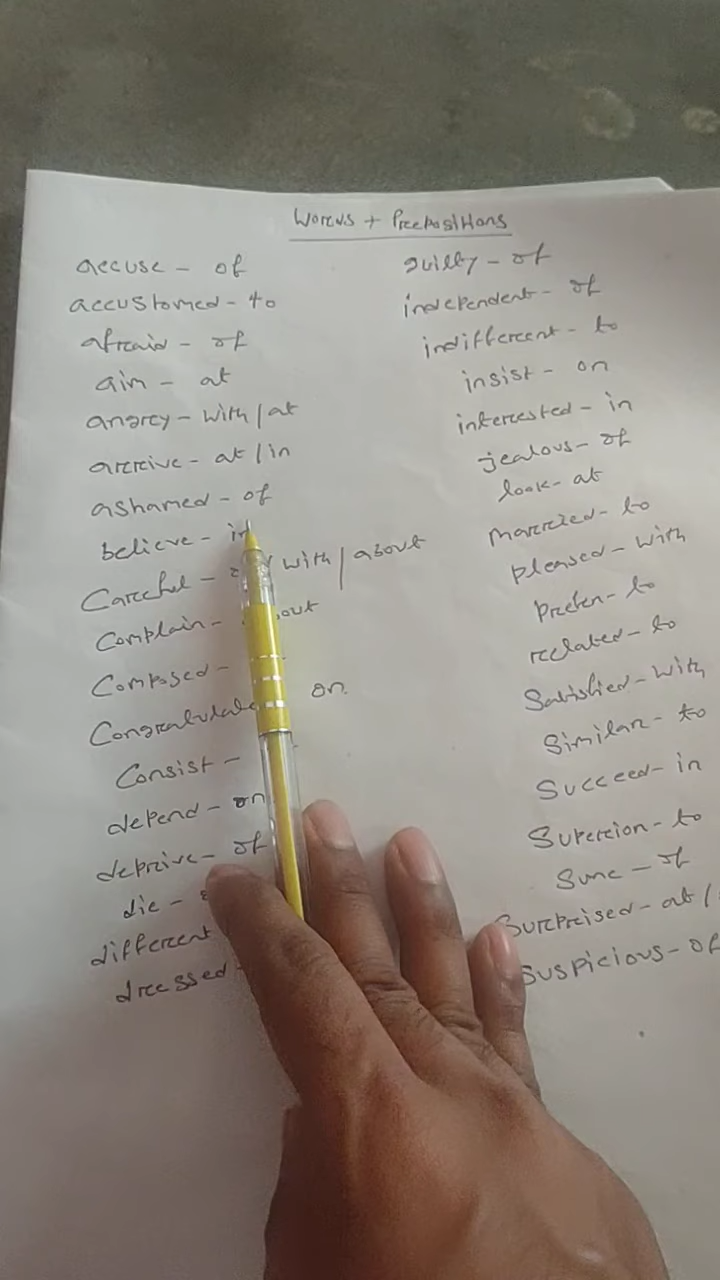 Words + Prepositions
accuse - of
accustomed - to
afraid - of
aim - at
angry - with / at
arrive - at / in
ashamed - of
believe - in
Careful - with / about
Complain -
Composed -
Congratulate on
Consist -
depend - on
deprive - of
die -
different
dressed
guilty - of
independent - of
indifferent - to
insist - on
interested - in
jealous - of
look - at
married - to
pleased - with
prefer - to
related - to
Satisfied - with
Similar - to
Succeed - in
Superior - to
Sure - of
Surprised - at /
Suspicious - of